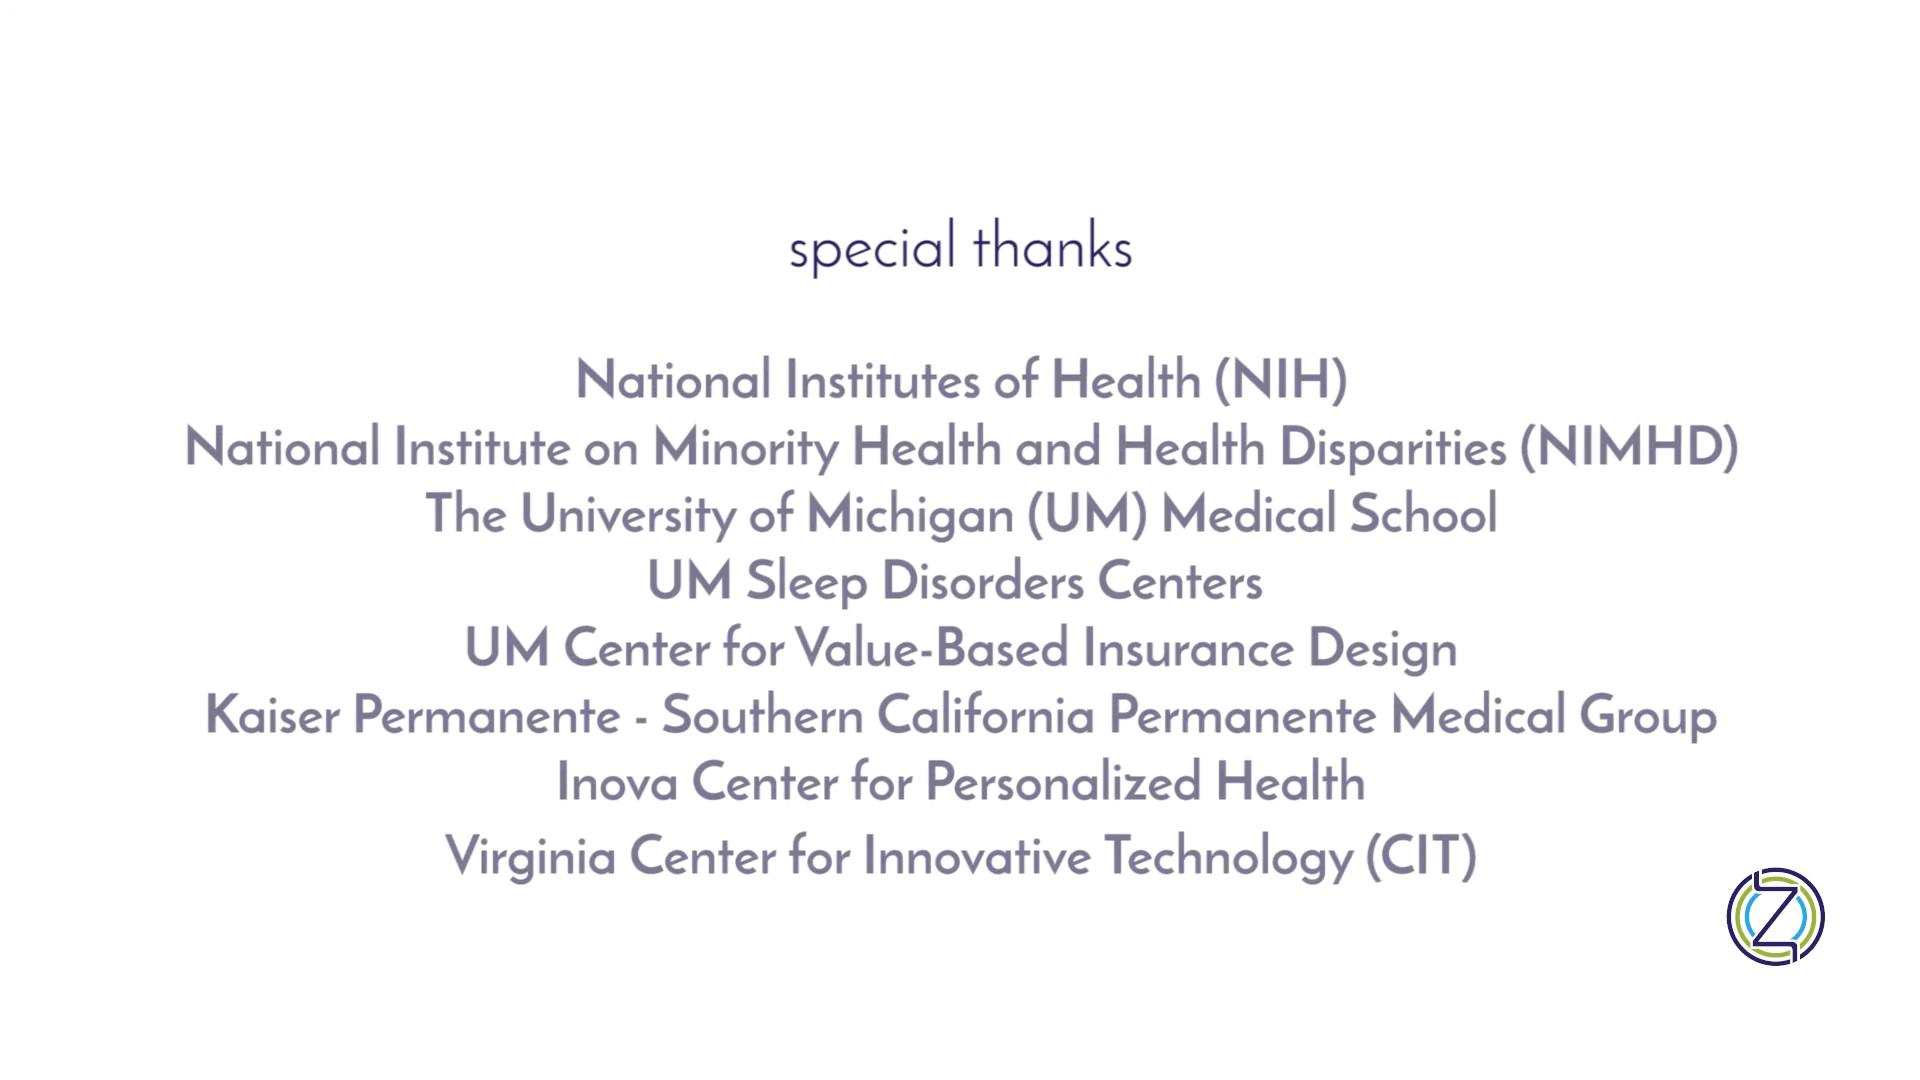 special thanks
National Institutes of Health (NIH)
National Institute on Minority Health and Health Disparities (NIMHD)
The University of Michigan (UM) Medical School
UM Sleep Disorders Centers
UM Center for Value-Based Insurance Design
Kaiser Permanente - Southern California Permanente Medical Group
Inova Center for Personalized Health
Virginia Center for Innovative Technology (CIT)
Z